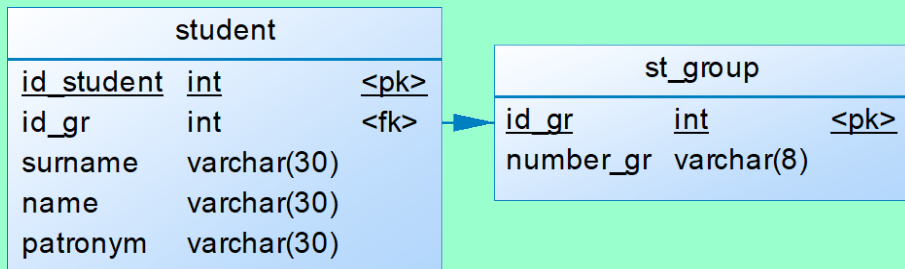 student
id_student int <pk>
id_gr int <fk>
surname varchar(30)
name varchar(30)
patronym varchar(30)
st_group
id_gr int <pk>
number_gr varchar(8)